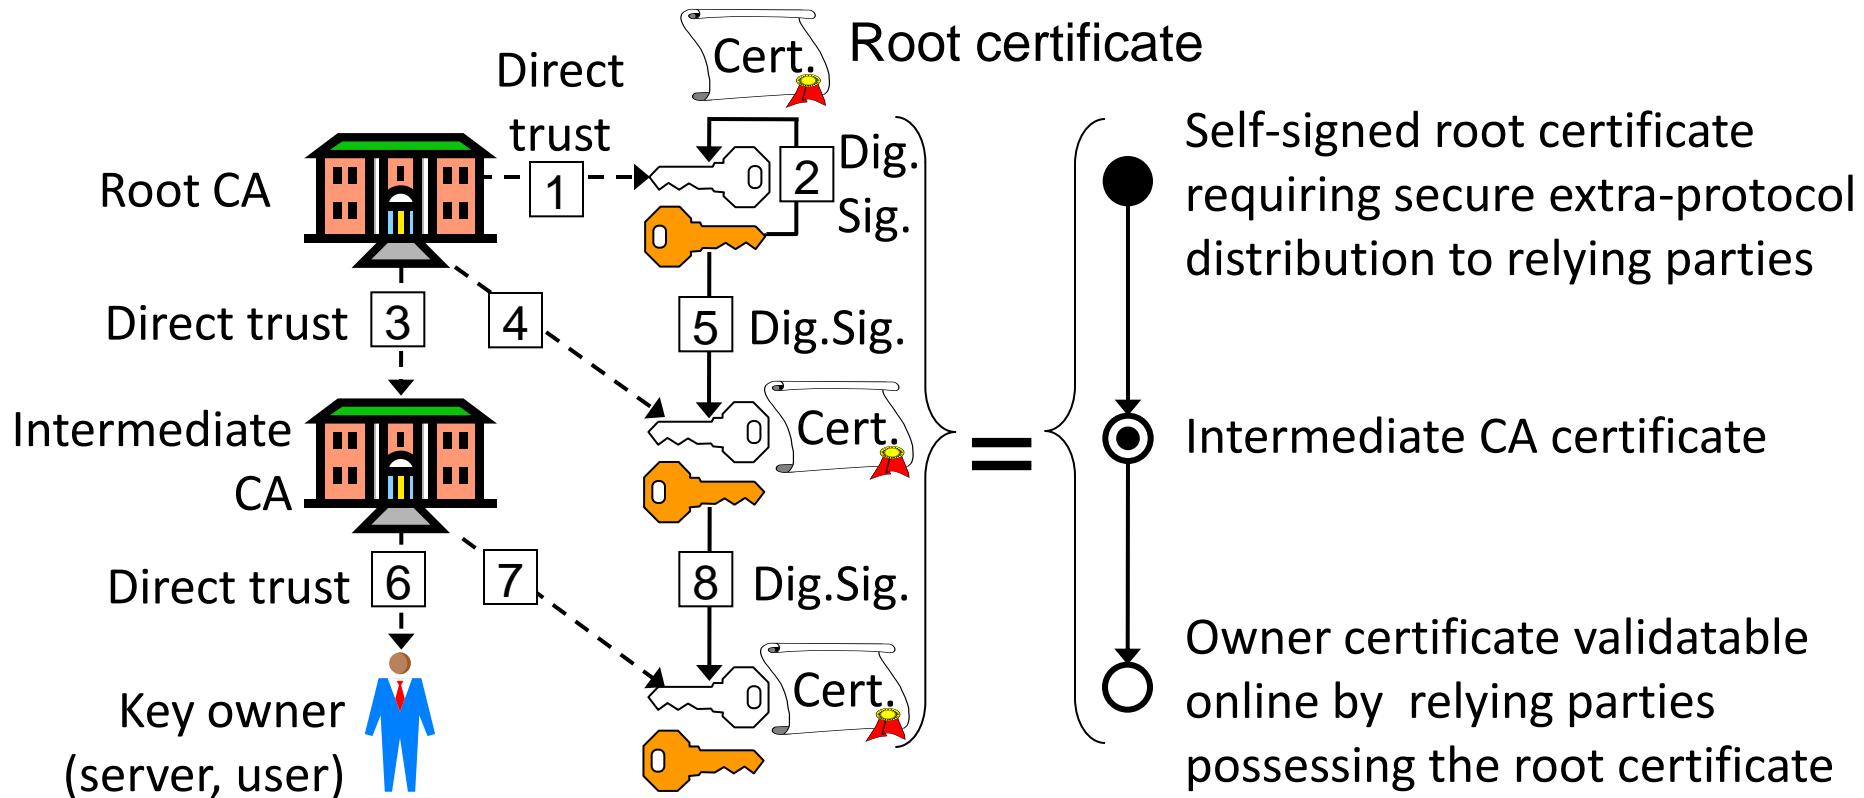 Cert.
Root certificate
Direct
trust
Root CA
1
2
Dig.
Sig.
Direct trust
3
4
5
Dig.Sig.
Intermediate
CA
Cert.
Direct trust
6
7
8
Dig.Sig.
Key owner
(server, user)
Cert.
=
Self-signed root certificate
requiring secure extra-protocol
distribution to relying parties
Intermediate CA certificate
Owner certificate validatable
online by relying parties
possessing the root certificate